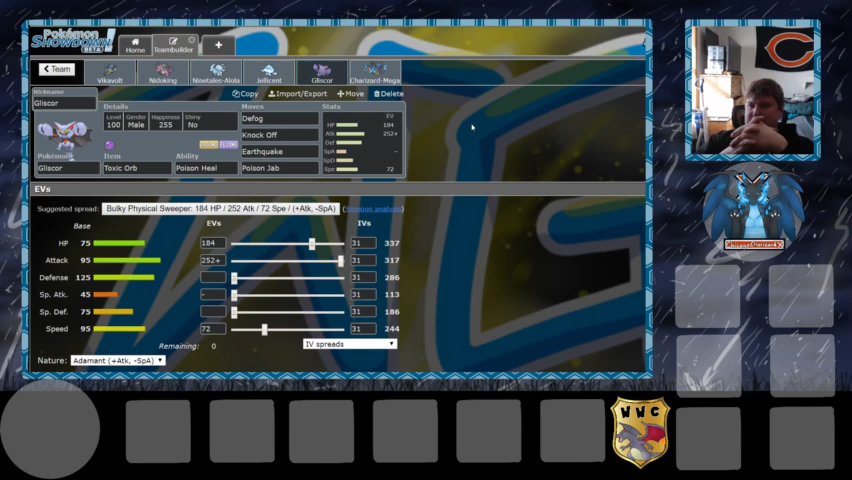 Pokémon
SHOWDOWN!
BETA
Home
Teambuilder
+
< Team
Vikavolt
Nidoking
Ninetales-Alola
Jellicent
Gliscor
Charizard-Mega
Copy
Import/Export
Move
Delete
Nickname
Gliscor
Details
Level Gender Happiness Shiny
100 Male 255 No
Pokémon
Gliscor
Item
Toxic Orb
Ability
Poison Heal
Moves
Defog
Knock Off
Earthquake
Poison Jab
Stats
EV
HP 184
Atk 252+
Def
SpA -
SpD
Spe 72
EVs
Suggested spread: Bulky Physical Sweeper: 184 HP / 252 Atk / 72 Spe / (+Atk, -SpA) (Smogon analysis)
Base EVs IVs
HP 75 184 31 337
Attack 95 252+ 31 317
Defense 125 31 286
Sp. Atk. 45 - 31 113
Sp. Def. 75 31 186
Speed 95 72 31 244
Remaining: 0
IV spreads
Nature: Adamant (+Atk, -SpA)
WWC